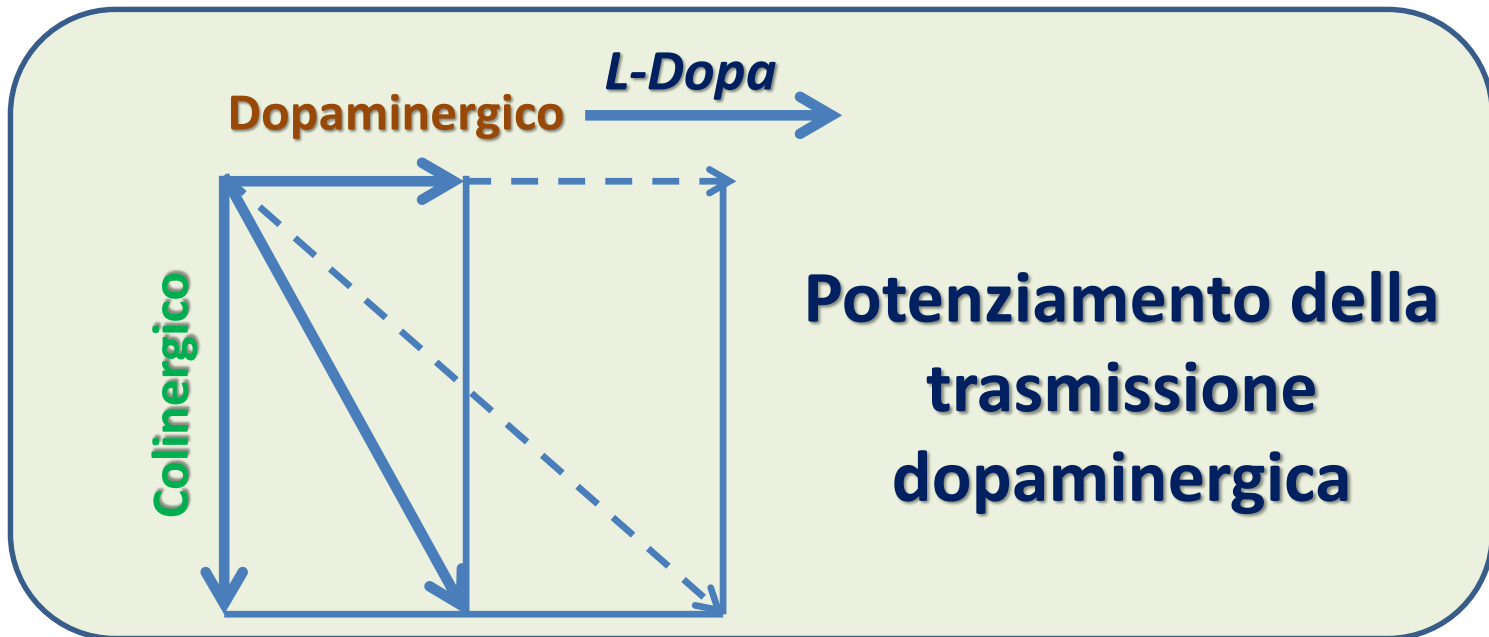 L-Dopa
Dopaminergico
Colinergico
Potenziamento della
trasmissione
dopaminergica